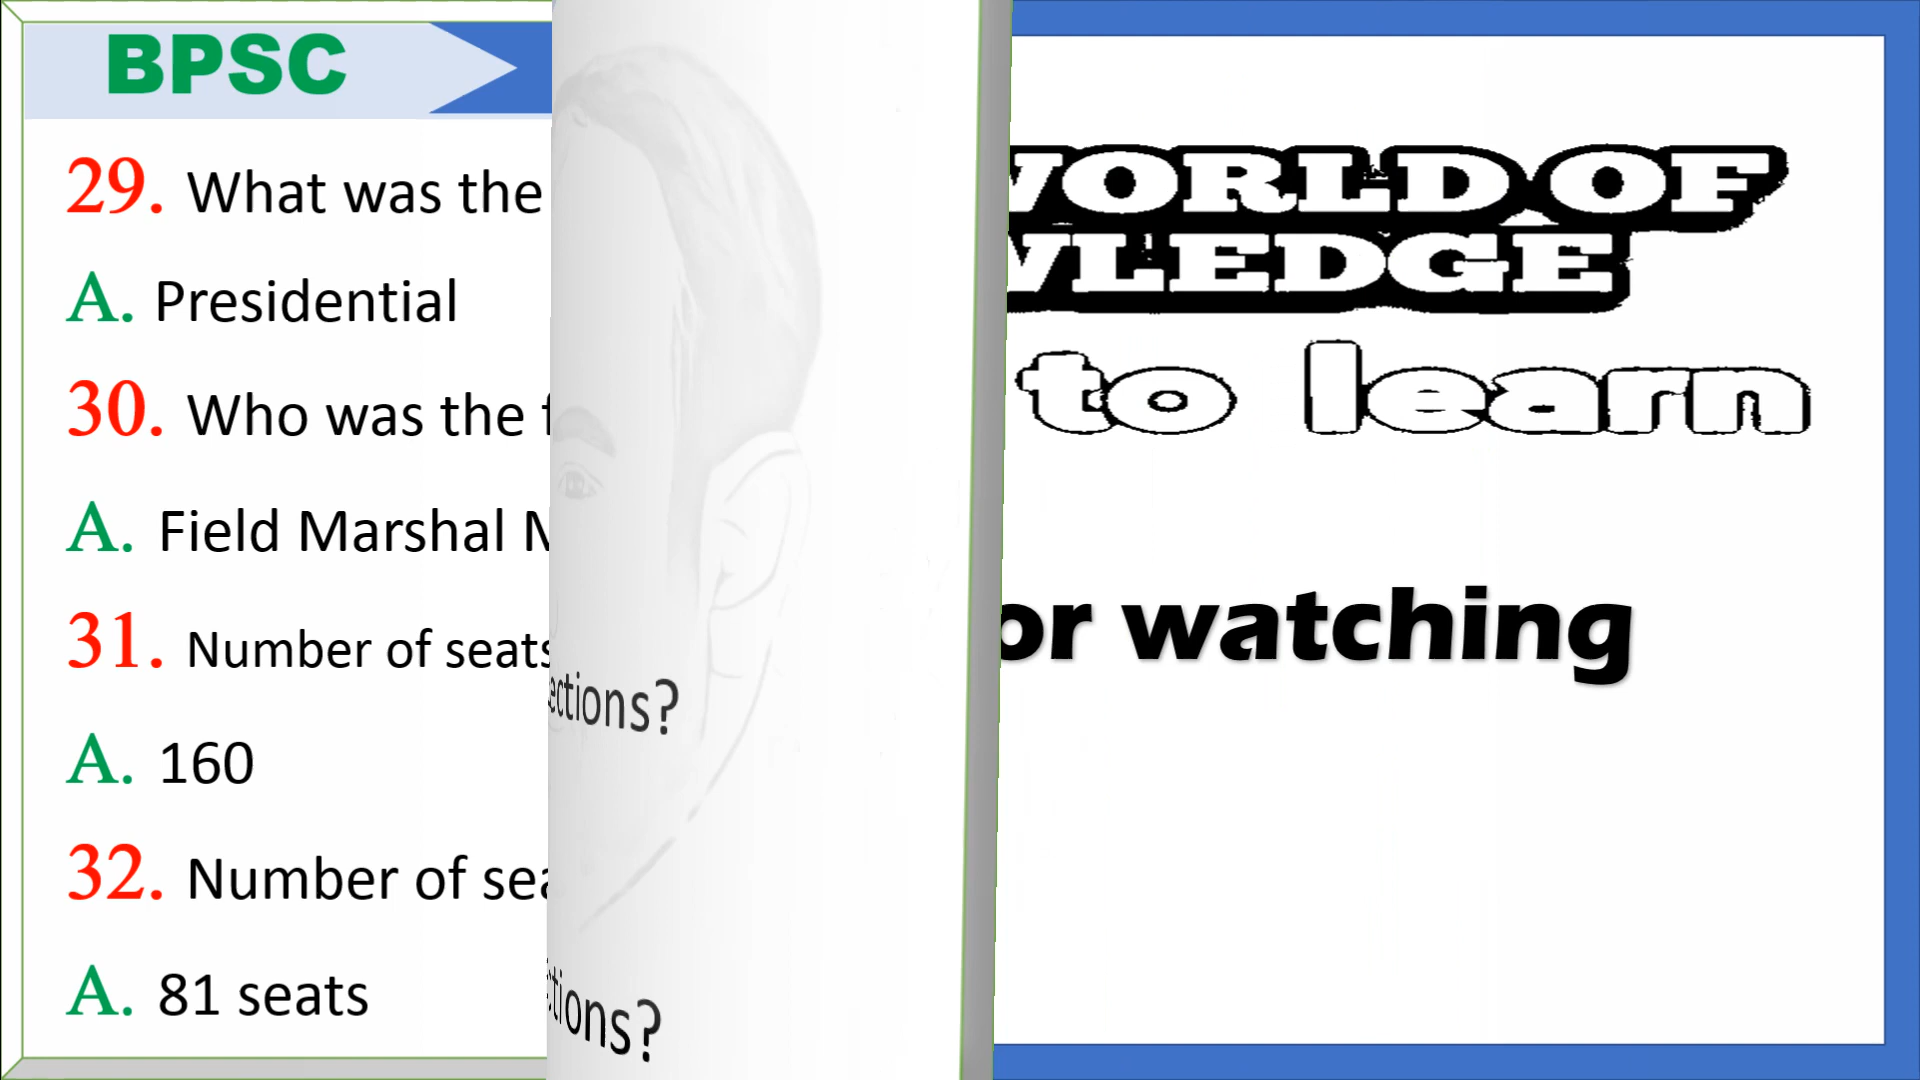 BPSC
29. What was the
A. Presidential
30. Who was the
A. Field Marshal
31. Number of seats
ections?
A. 160
32. Number of
A. 81 seats
tions?
WORLD OF
WLEDGE
to learn
or watching